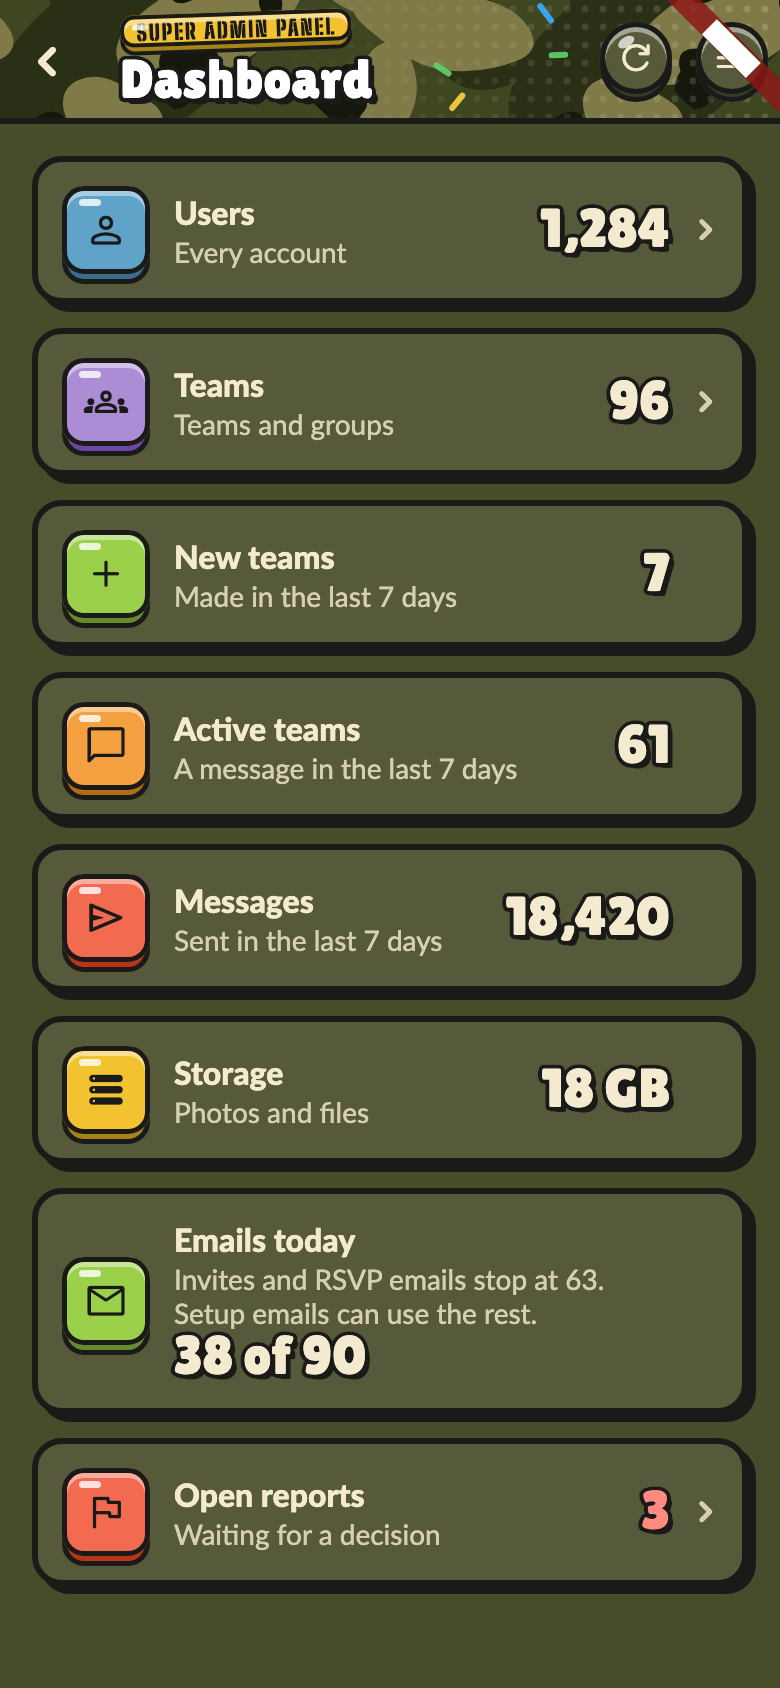 SUPER ADMIN PANEL
Dashboard
Users
Every account
1,284
Teams
Teams and groups
96
New teams
Made in the last 7 days
7
Active teams
A message in the last 7 days
61
Messages
Sent in the last 7 days
18,420
Storage
Photos and files
18 GB
Emails today
Invites and RSVP emails stop at 63.
Setup emails can use the rest.
38 of 90
Open reports
Waiting for a decision
3